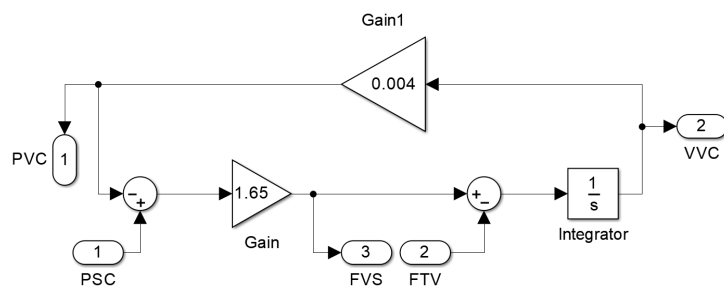 Gain1
0.004
PVC
1
2
VVC
−
+
1.65
Gain
+
−
1
s
Integrator
1
PSC
3
FVS
2
FTV